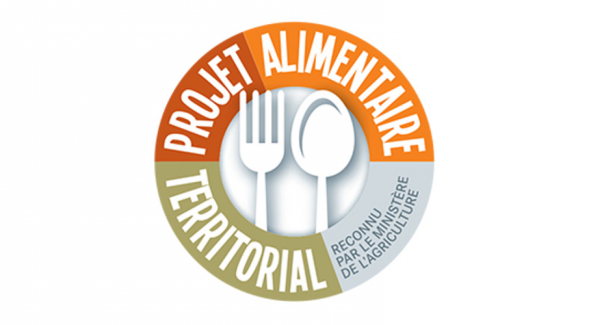 PROJET
ALIMENTAIRE
TERRITORIAL
RECONNU
PAR LE MINISTÈRE
DE L'AGRICULTURE